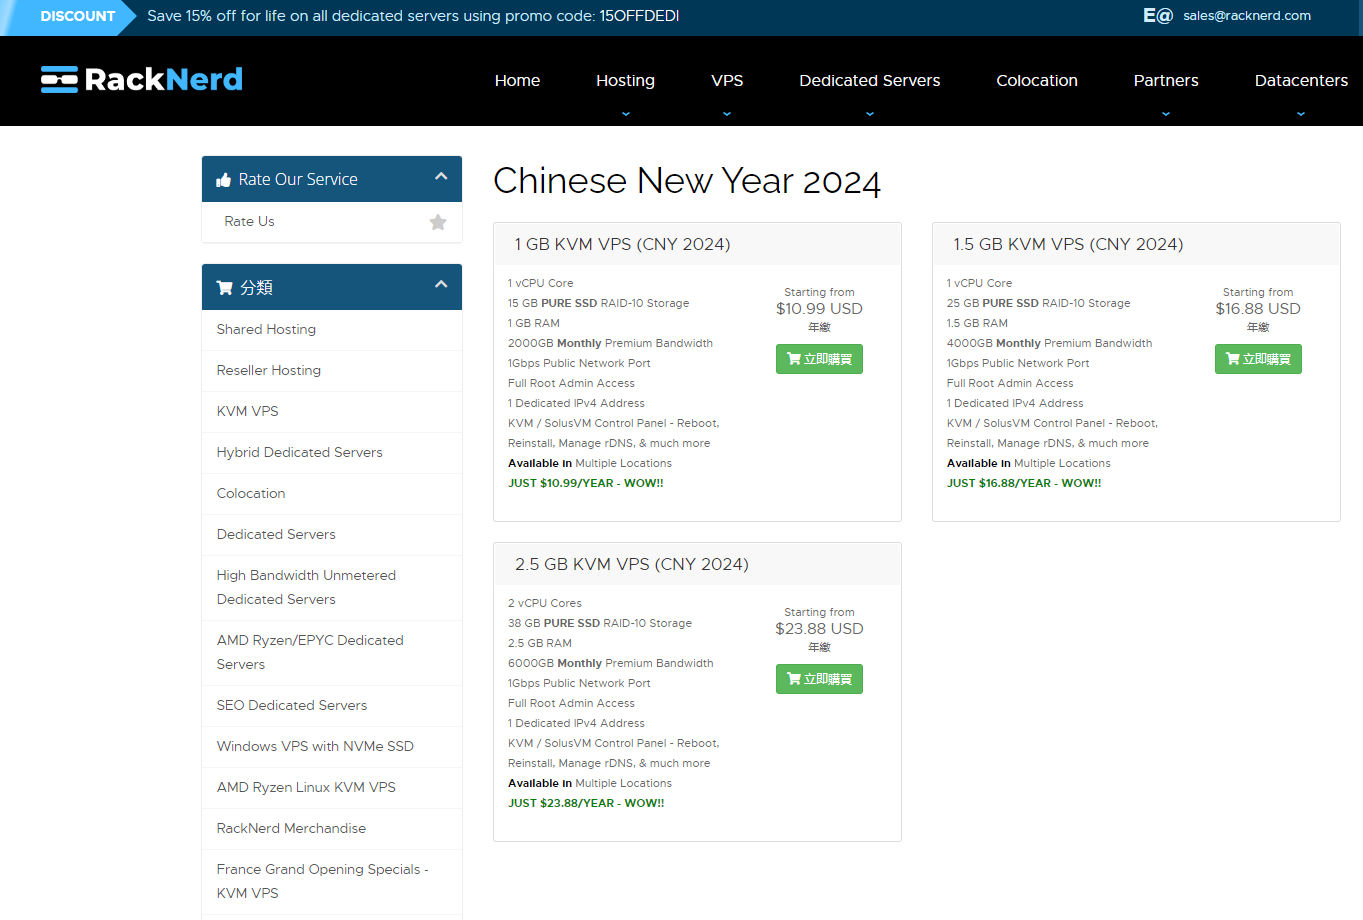 DISCOUNT Save 15% off for life on all dedicated servers using promo code: 15OFFDEDI
E@ sales@racknerd.com
RackNerd
Home Hosting VPS Dedicated Servers Colocation Partners Datacenters
Rate Our Service
Rate Us
分類
Shared Hosting
Reseller Hosting
KVM VPS
Hybrid Dedicated Servers
Colocation
Dedicated Servers
High Bandwidth Unmetered
Dedicated Servers
AMD Ryzen/EPYC Dedicated
Servers
SEO Dedicated Servers
Windows VPS with NVMe SSD
AMD Ryzen Linux KVM VPS
RackNerd Merchandise
France Grand Opening Specials -
KVM VPS
Chinese New Year 2024
1 GB KVM VPS (CNY 2024)
1 vCPU Core
15 GB PURE SSD RAID-10 Storage
1 GB RAM
2000GB Monthly Premium Bandwidth
1Gbps Public Network Port
Full Root Admin Access
1 Dedicated IPv4 Address
KVM / SolusVM Control Panel - Reboot,
Reinstall, Manage rDNS, & much more
Available in Multiple Locations
JUST $10.99/YEAR - WOW!!
Starting from
$10.99 USD
年繳
立即購買
1.5 GB KVM VPS (CNY 2024)
1 vCPU Core
25 GB PURE SSD RAID-10 Storage
1.5 GB RAM
4000GB Monthly Premium Bandwidth
1Gbps Public Network Port
Full Root Admin Access
1 Dedicated IPv4 Address
KVM / SolusVM Control Panel - Reboot,
Reinstall, Manage rDNS, & much more
Available in Multiple Locations
JUST $16.88/YEAR - WOW!!
Starting from
$16.88 USD
年繳
立即購買
2.5 GB KVM VPS (CNY 2024)
2 vCPU Cores
38 GB PURE SSD RAID-10 Storage
2.5 GB RAM
6000GB Monthly Premium Bandwidth
1Gbps Public Network Port
Full Root Admin Access
1 Dedicated IPv4 Address
KVM / SolusVM Control Panel - Reboot,
Reinstall, Manage rDNS, & much more
Available in Multiple Locations
JUST $23.88/YEAR - WOW!!
Starting from
$23.88 USD
年繳
立即購買